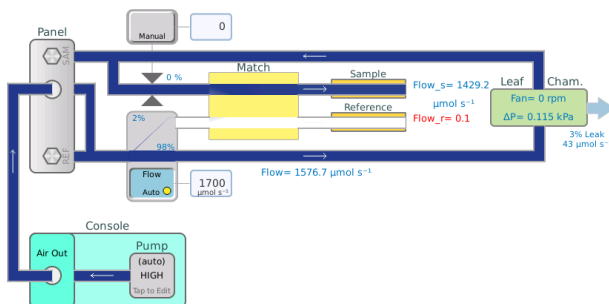 Panel
SAM
REF
Manual
0
0 %
Match
Sample
Reference
Flow_s= 1429.2
μmol s⁻¹
Flow_r= 0.1
Leaf Cham.
Fan= 0 rpm
ΔP= 0.115 kPa
3% Leak
43 μmol s⁻
2%
98%
Flow
Auto
1700
μmol s⁻¹
Flow= 1576.7 μmol s⁻¹
Console
Air Out
Pump
(auto)
HIGH
Tap to Edit